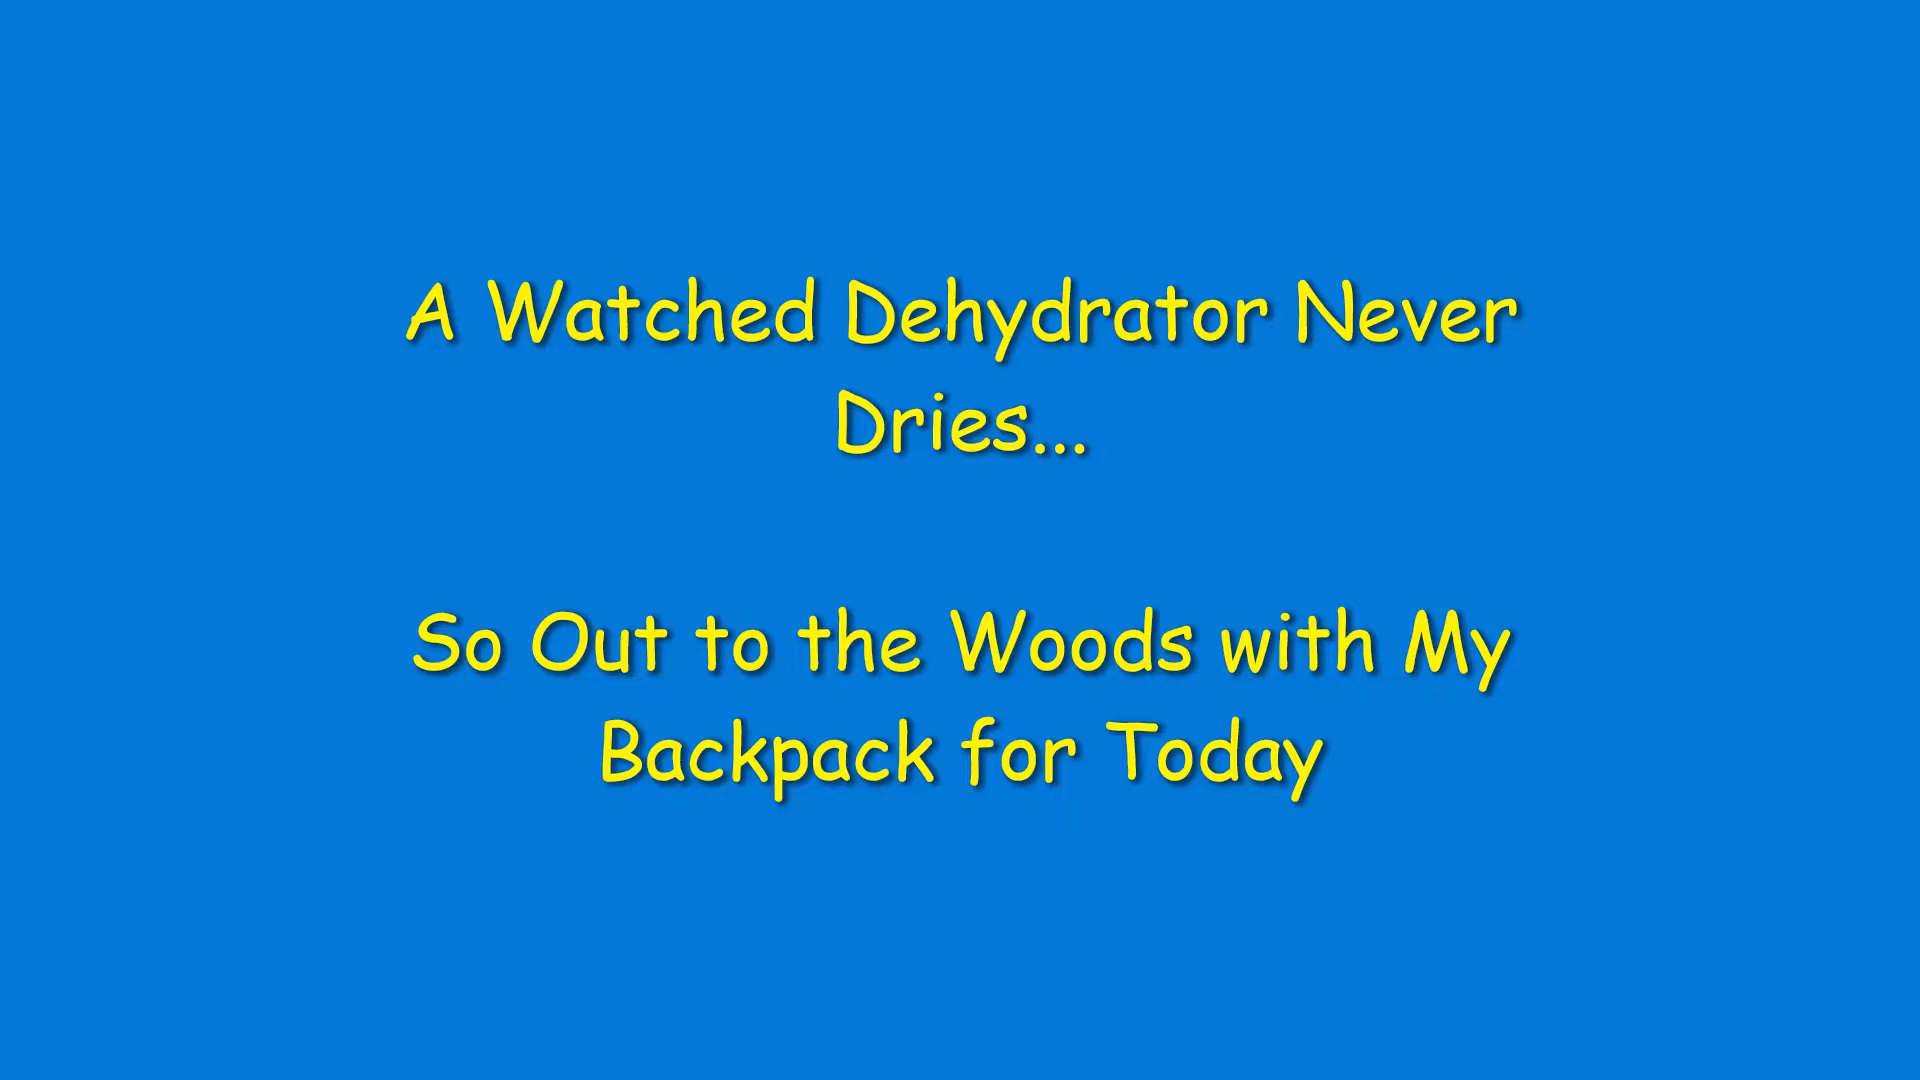 A Watched Dehydrator Never
Dries...
So Out to the Woods with My
Backpack for Today